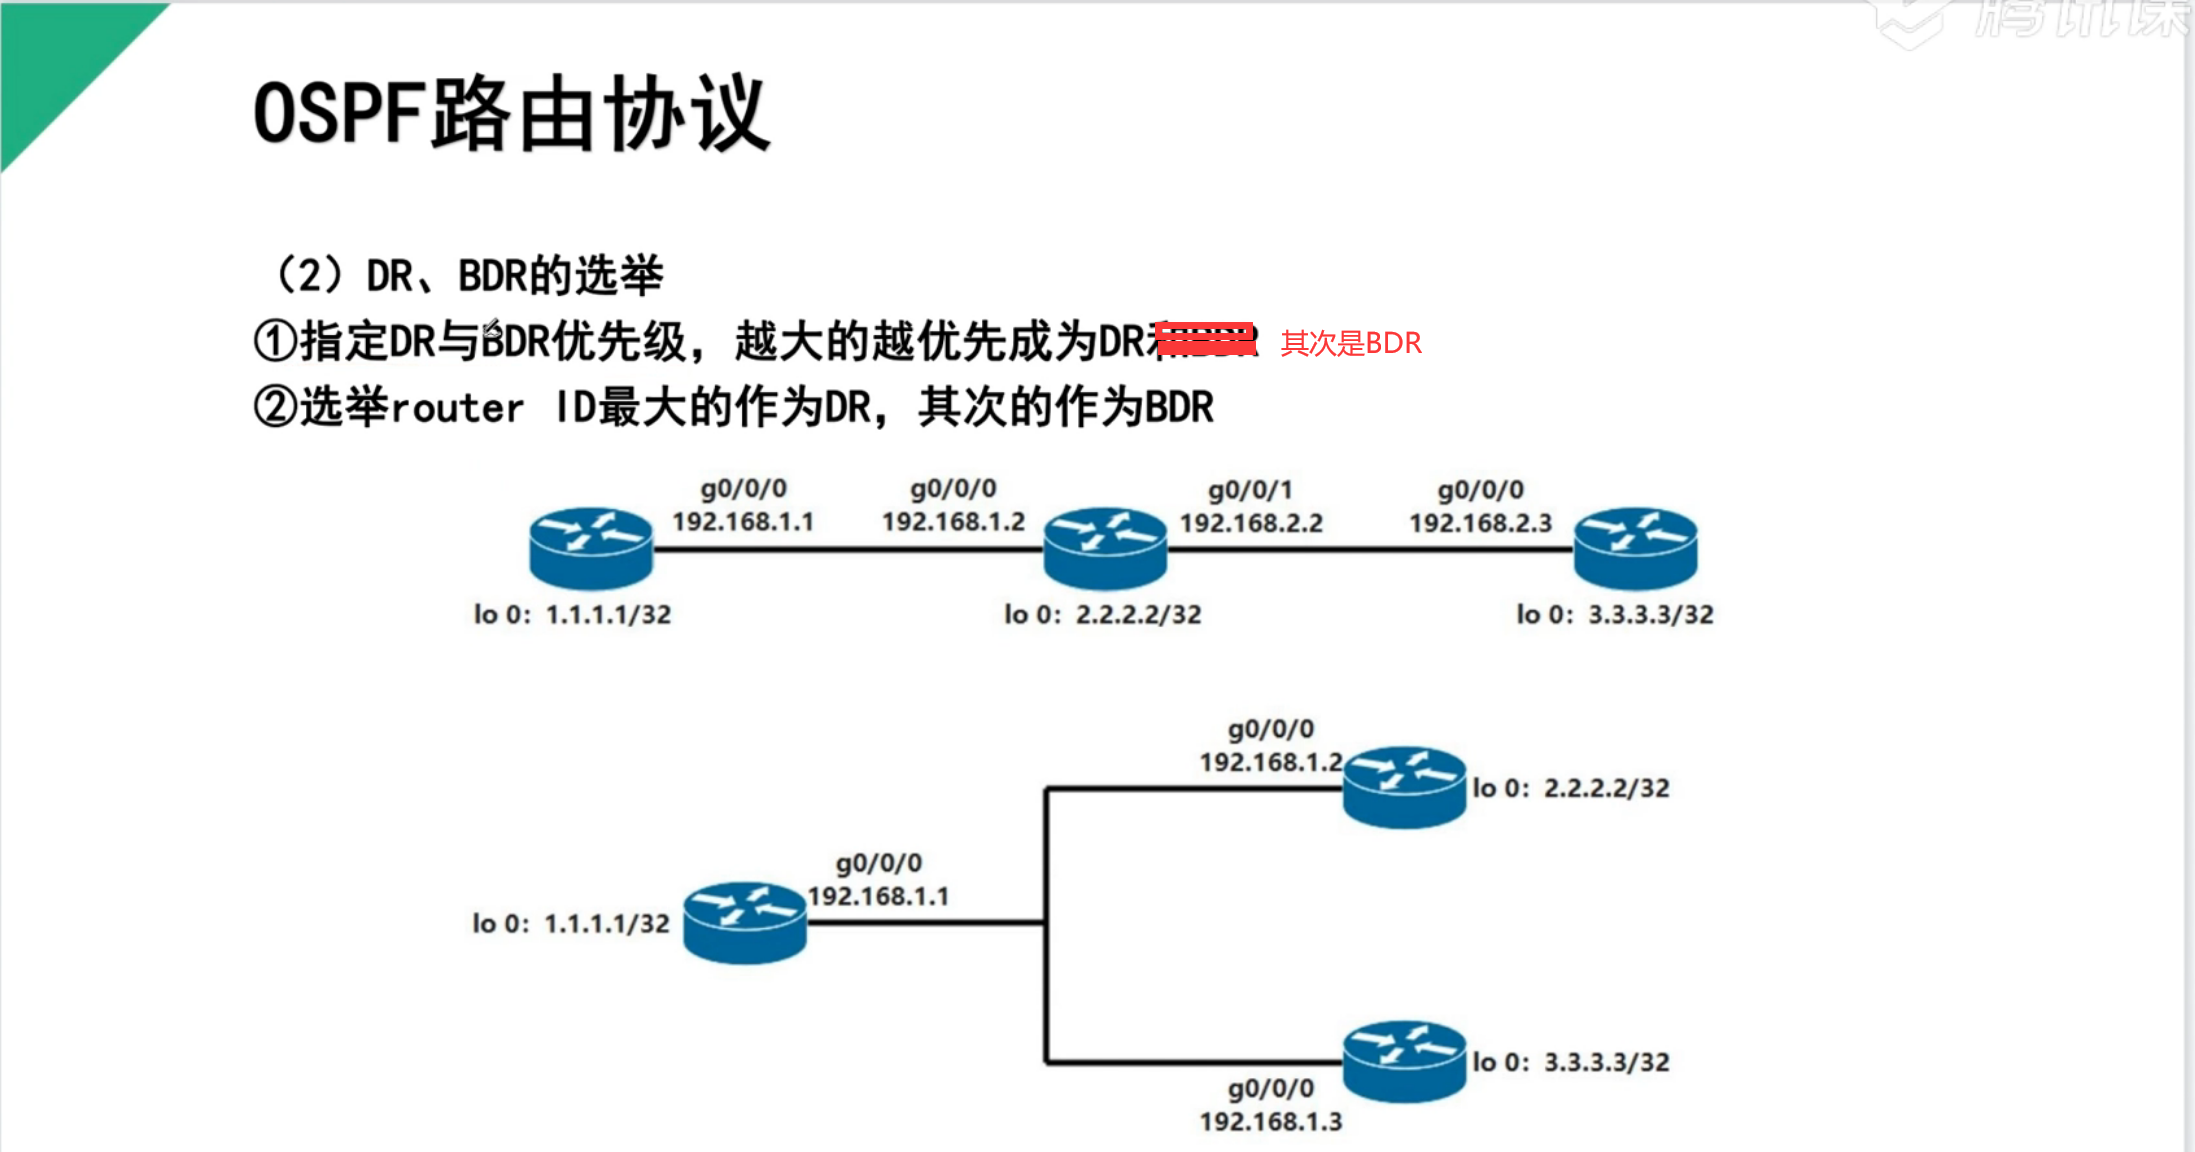 腾讯课
OSPF路由协议
（2）DR、BDR的选举
①指定DR与BDR优先级，越大的越优先成为DR和BDR 其次是BDR
②选举router ID最大的作为DR，其次的作为BDR
g0/0/0 g0/0/0 g0/0/1 g0/0/0
192.168.1.1 192.168.1.2 192.168.2.2 192.168.2.3
lo 0：1.1.1.1/32 lo 0：2.2.2.2/32 lo 0：3.3.3.3/32
g0/0/0
192.168.1.2
lo 0：2.2.2.2/32
g0/0/0
192.168.1.1
lo 0：1.1.1.1/32
lo 0：3.3.3.3/32
g0/0/0
192.168.1.3